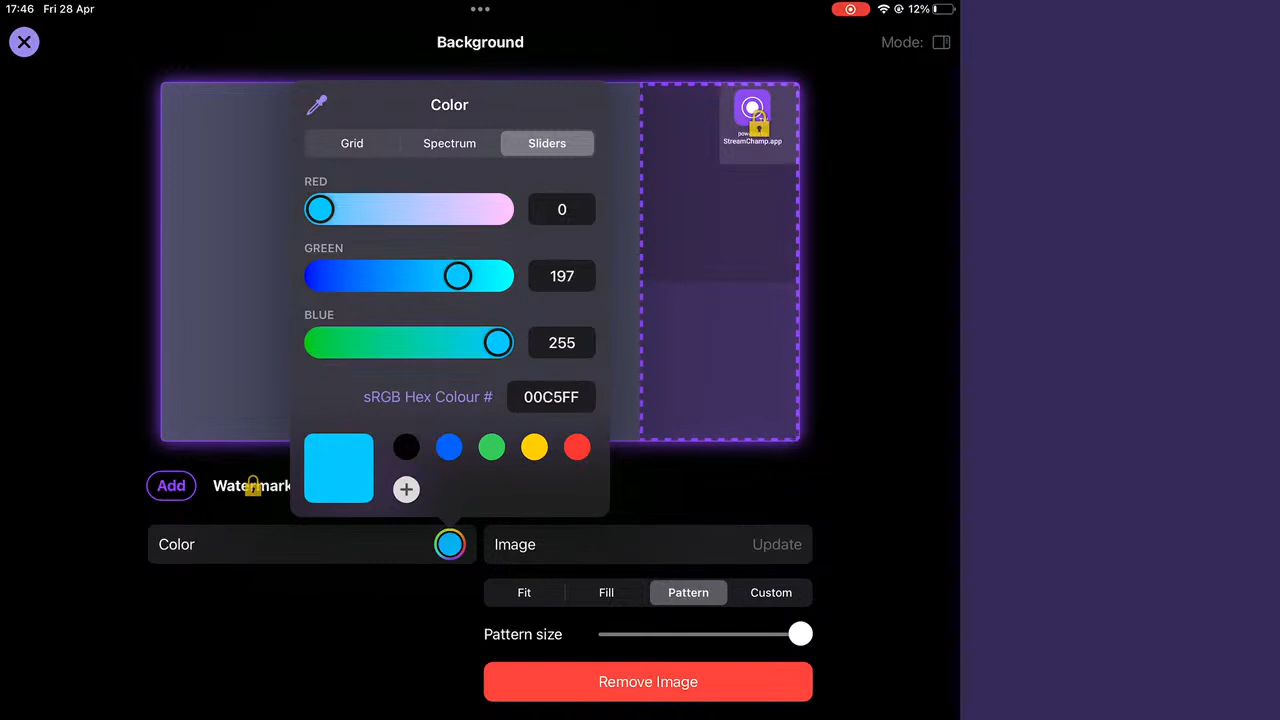 17:46 Fri 28 Apr
12%
Background
Mode:
Color
StreamChamp.app
Grid Spectrum Sliders
RED
0
GREEN
197
BLUE
255
sRGB Hex Colour # 00C5FF
Add Watermark
Color
Image Update
Fit Fill Pattern Custom
Pattern size
Remove Image